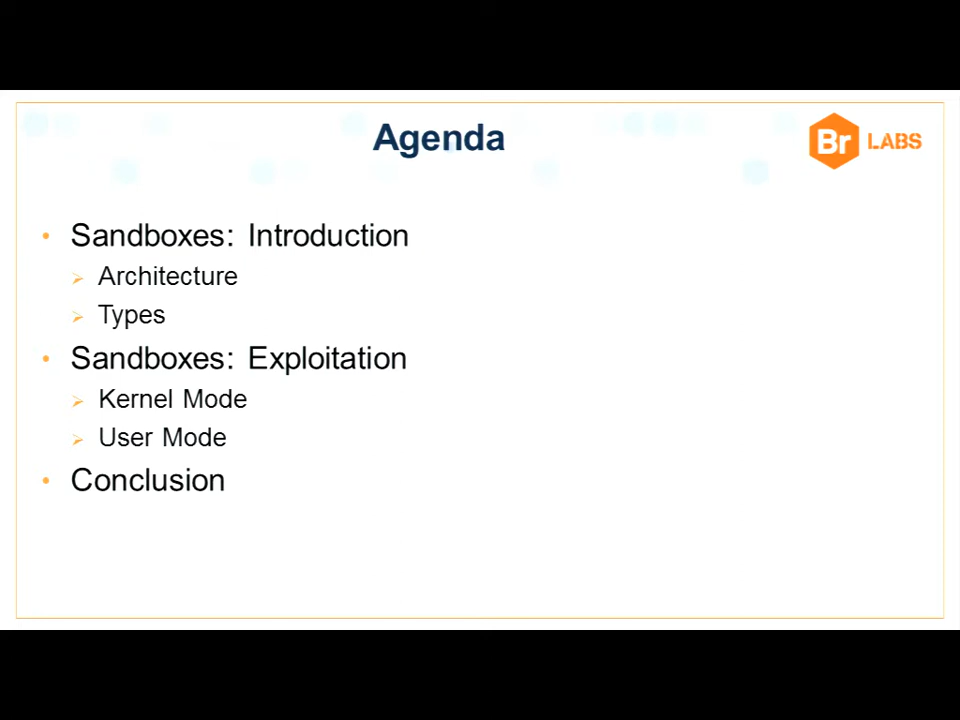 Agenda
Br LABS
Sandboxes: Introduction
Architecture
Types
Sandboxes: Exploitation
Kernel Mode
User Mode
Conclusion